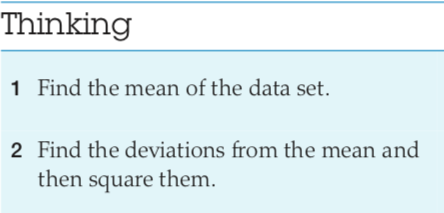 Thinking
1 Find the mean of the data set.
2 Find the deviations from the mean and
then square them.